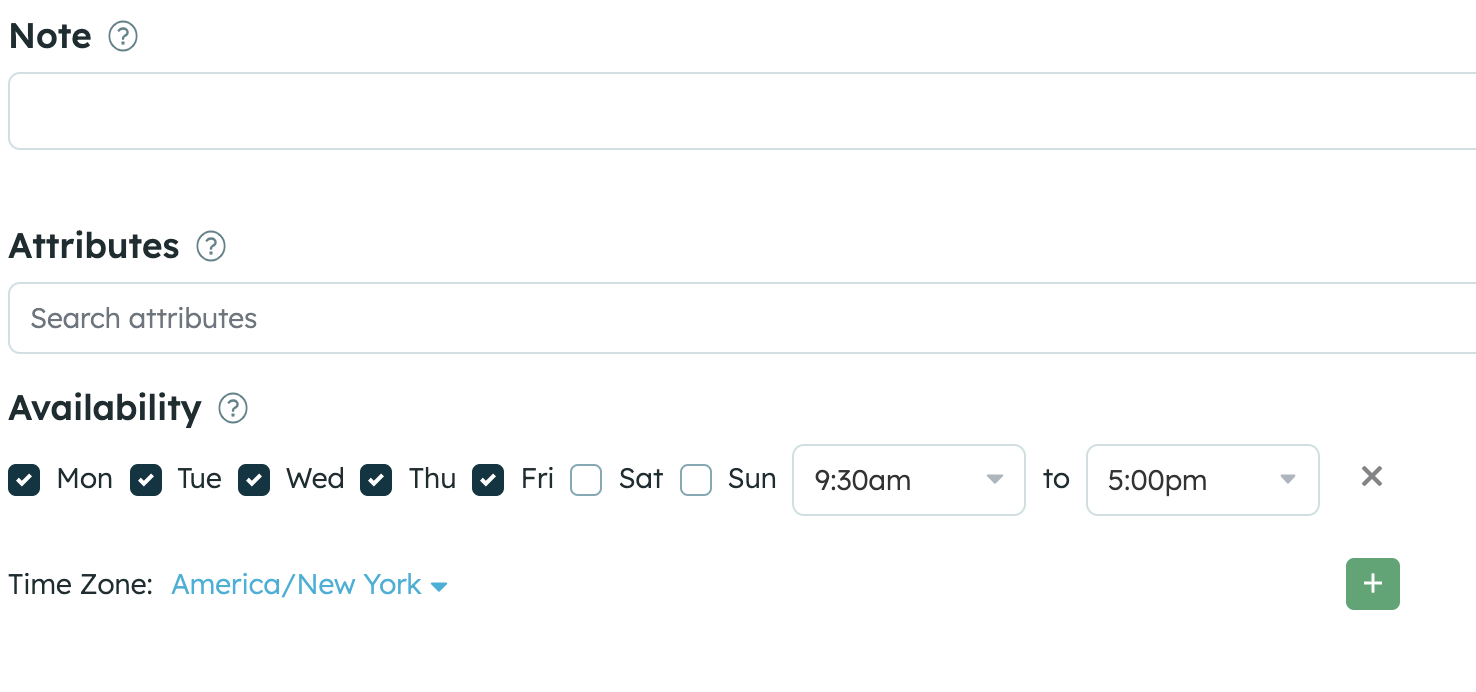 Note ?
Attributes ?
Search attributes
Availability ?
Mon Tue Wed Thu Fri Sat Sun 9:30am to 5:00pm
Time Zone: America/New York